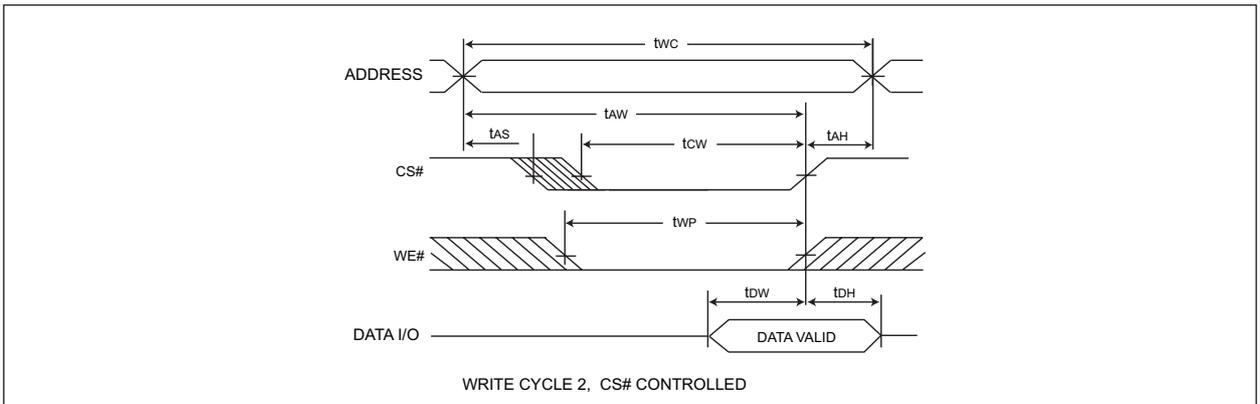 tWC
ADDRESS
tAW
tAS
tCW
tAH
CS#
tWP
WE#
tDW
tDH
DATA I/O
DATA VALID
WRITE CYCLE 2, CS# CONTROLLED